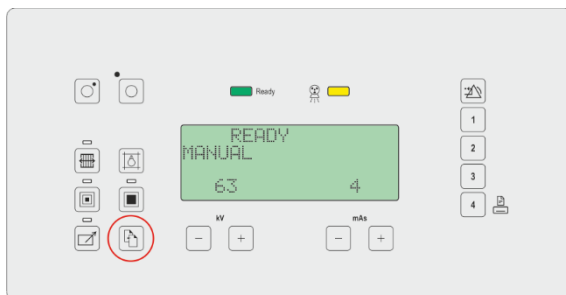 Ready
READY
MANUAL
63 4
kV mAs
- + - +
1
2
3
4